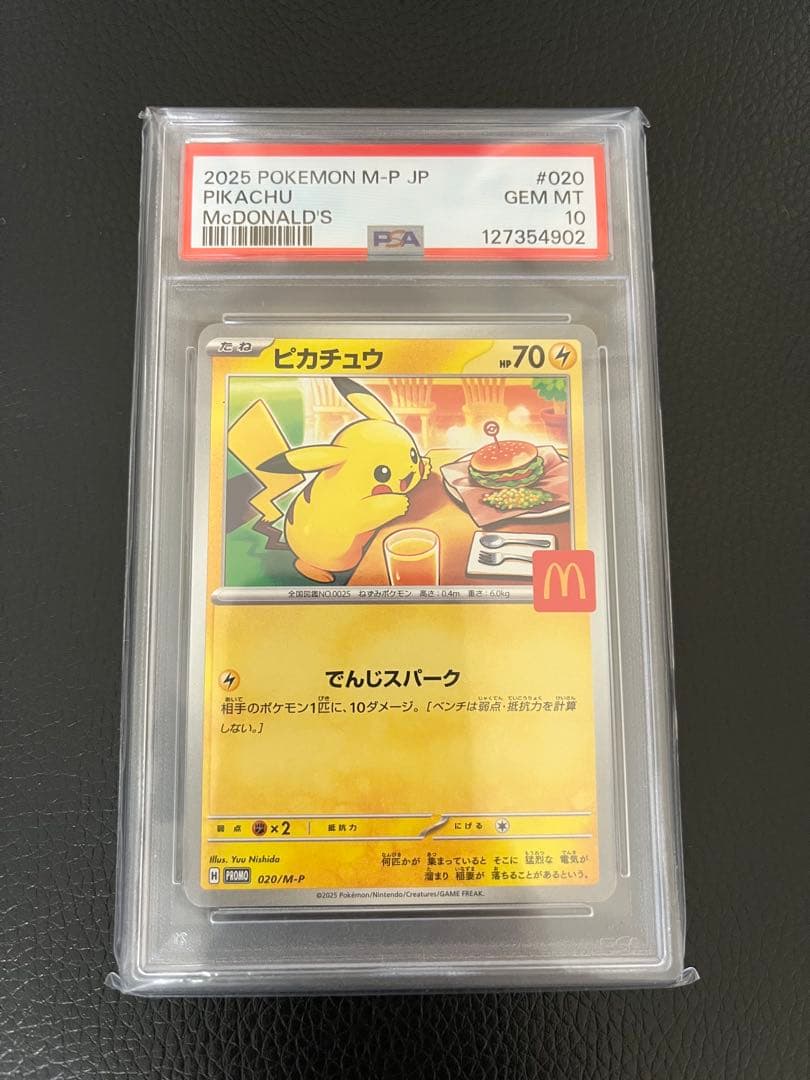 2025 POKEMON M-P JP #020
PIKACHU GEM MT
McDONALD'S 10
PSA 127354902
たね ピカチュウ HP70
全国図鑑NO.0025 ねずみポケモン 高さ:0.4m 重さ:6.0kg
でんじスパーク
相手のポケモン1匹に、10ダメージ。[ベンチは弱点・抵抗力を計算
しない。]
弱点 ×2 抵抗力 にげる
Illus. Yuu Nishida
何匹かが 集まっていると そこに 猛烈な 電気が
溜まり 稲妻が 落ちることがあるという。
H PROMO 020/M-P
©2025 Pokémon/Nintendo/Creatures/GAME FREAK.